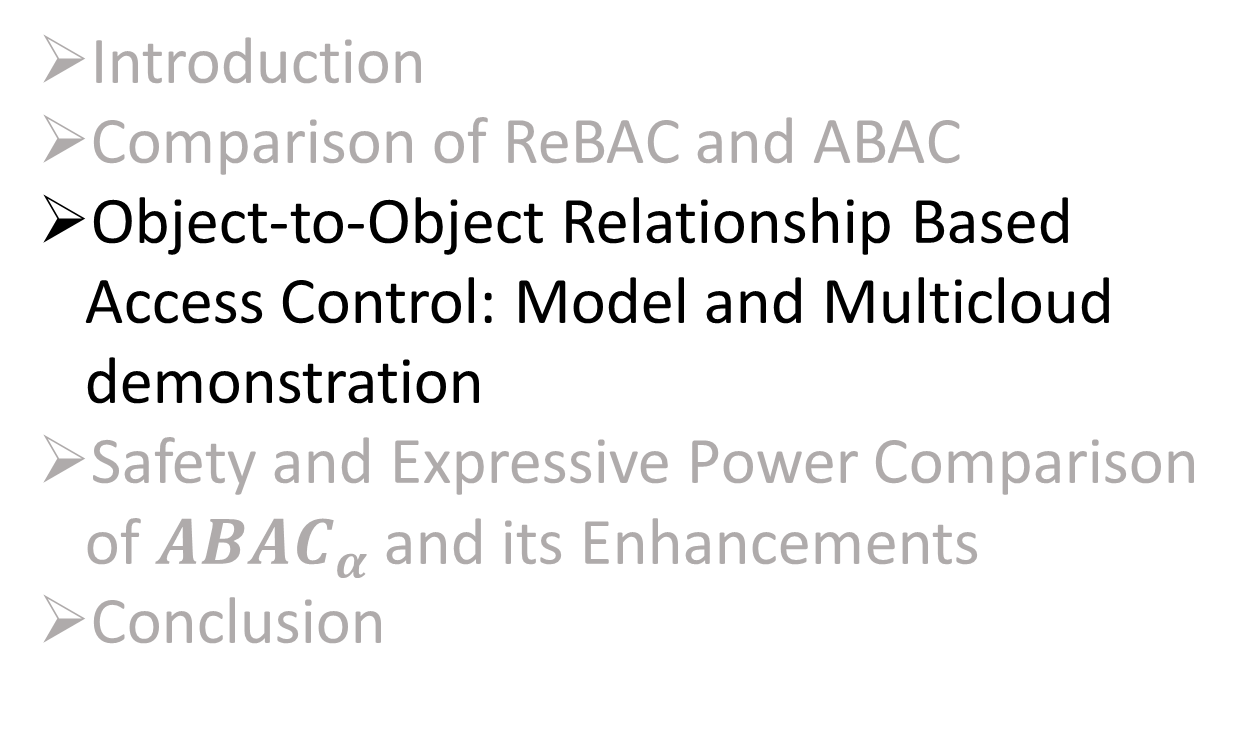 ➢Introduction
➢Comparison of ReBAC and ABAC
➢Object-to-Object Relationship Based
Access Control: Model and Multicloud
demonstration
➢Safety and Expressive Power Comparison
of ABAC_α and its Enhancements
➢Conclusion